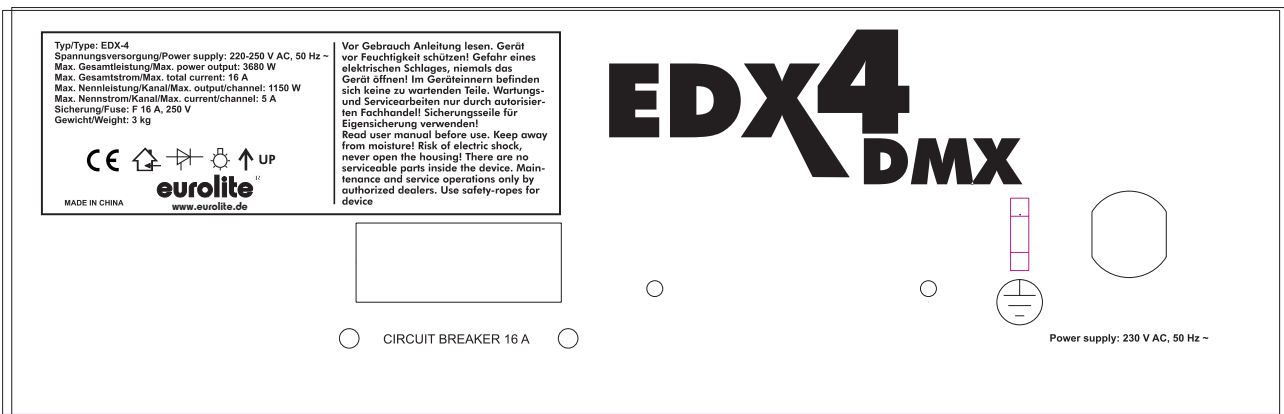 Typ/Type: EDX-4
Spannungsversorgung/Power supply: 220-250 V AC, 50 Hz ~
Max. Gesamtleistung/Max. power output: 3680 W
Max. Gesamtstrom/Max. total current: 16 A
Max. Nennleistung/Kanal/Max. output/channel: 1150 W
Max. Nennstrom/Kanal/Max. current/channel: 5 A
Sicherung/Fuse: F 16 A, 250 V
Gewicht/Weight: 3 kg
CE
UP
eurolite R
MADE IN CHINA
www.eurolite.de
Vor Gebrauch Anleitung lesen. Gerät
vor Feuchtigkeit schützen! Gefahr eines
elektrischen Schlages, niemals das
Gerät öffnen! Im Geräteinnern befinden
sich keine zu wartenden Teile. Wartungs-
und Servicearbeiten nur durch autorisier-
ten Fachhandel! Sicherungsseile für
Eigensicherung verwenden!
Read user manual before use. Keep away
from moisture! Risk of electric shock,
never open the housing! There are no
serviceable parts inside the device. Main-
tenance and service operations only by
authorized dealers. Use safety-ropes for
device
EDX4
DMX
CIRCUIT BREAKER 16 A
Power supply: 230 V AC, 50 Hz ~